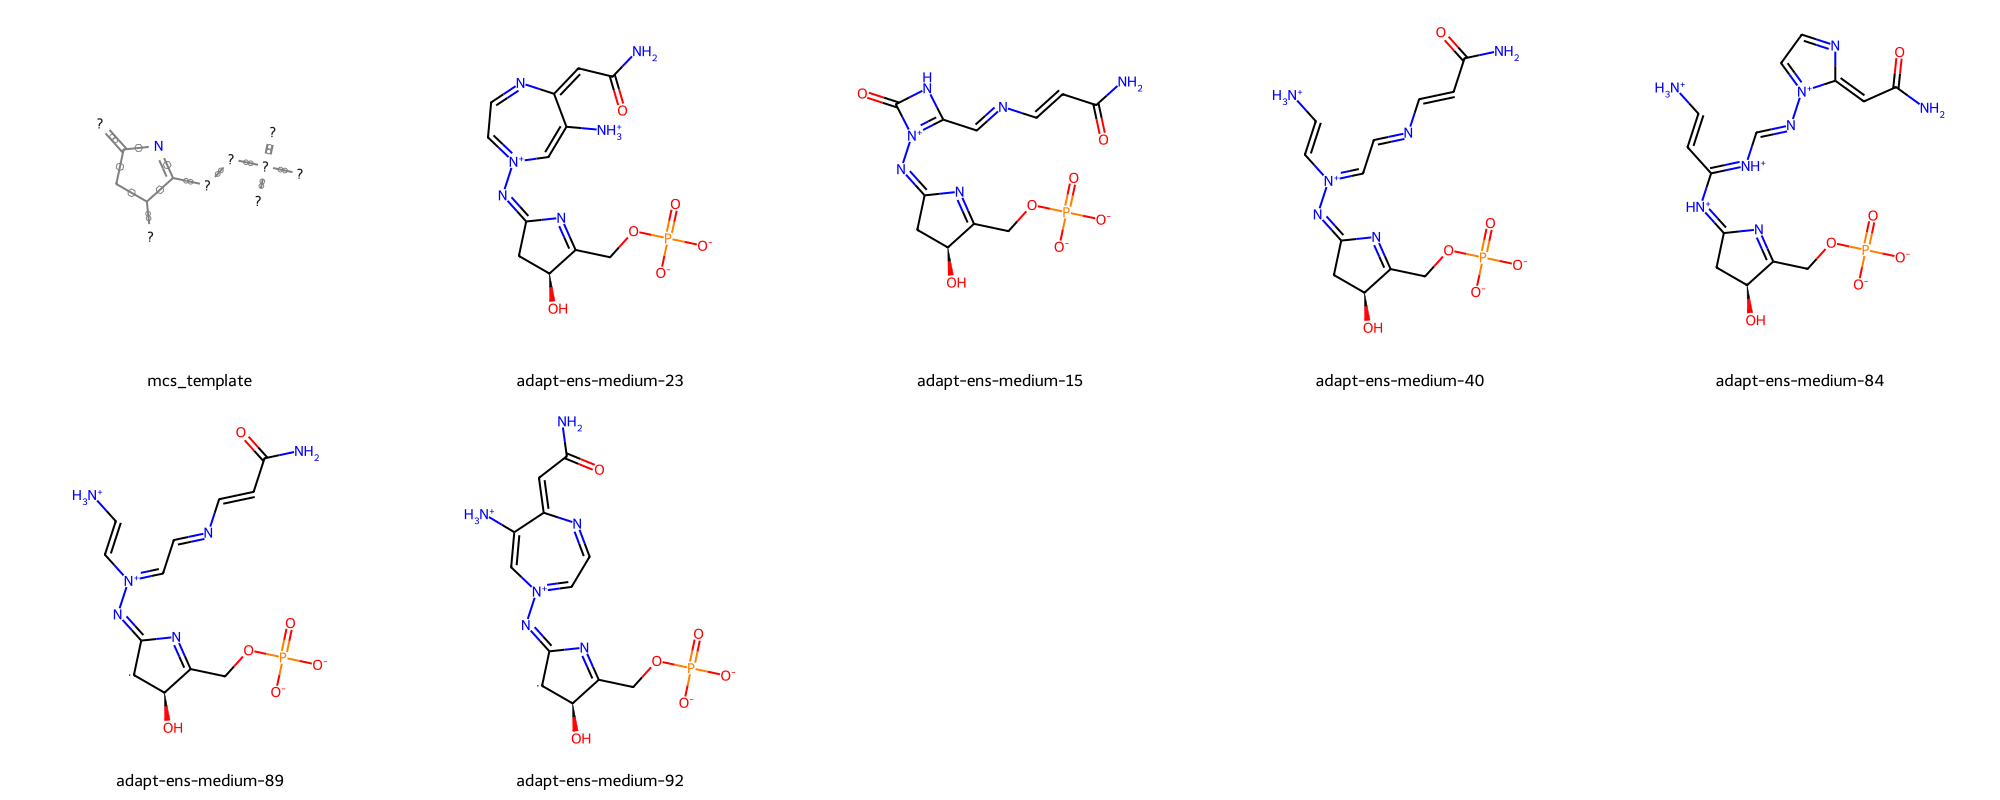 mcs_template
adapt-ens-medium-23
adapt-ens-medium-15
adapt-ens-medium-40
adapt-ens-medium-84
adapt-ens-medium-89
adapt-ens-medium-92